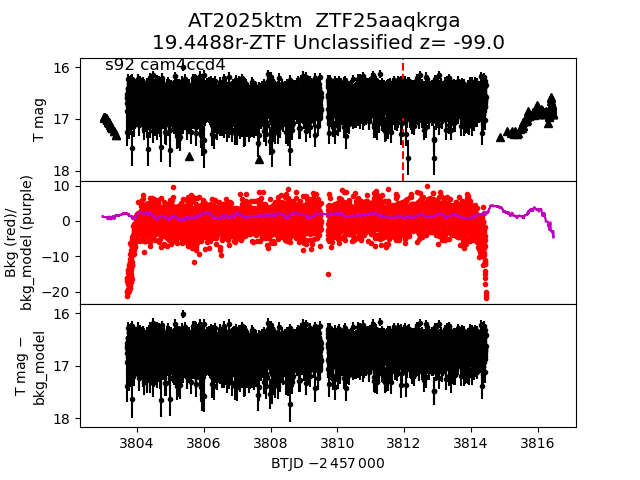 AT2025ktm  ZTF25aaqkrga
19.4488r-ZTF Unclassified z= -99.0
s92 cam4ccd4
16
17
18
T mag
10
0
−10
−20
Bkg (red)/
bkg_model (purple)
16
17
18
T mag −
bkg_model
3804 3806 3808 3810 3812 3814 3816
BTJD −2 457 000